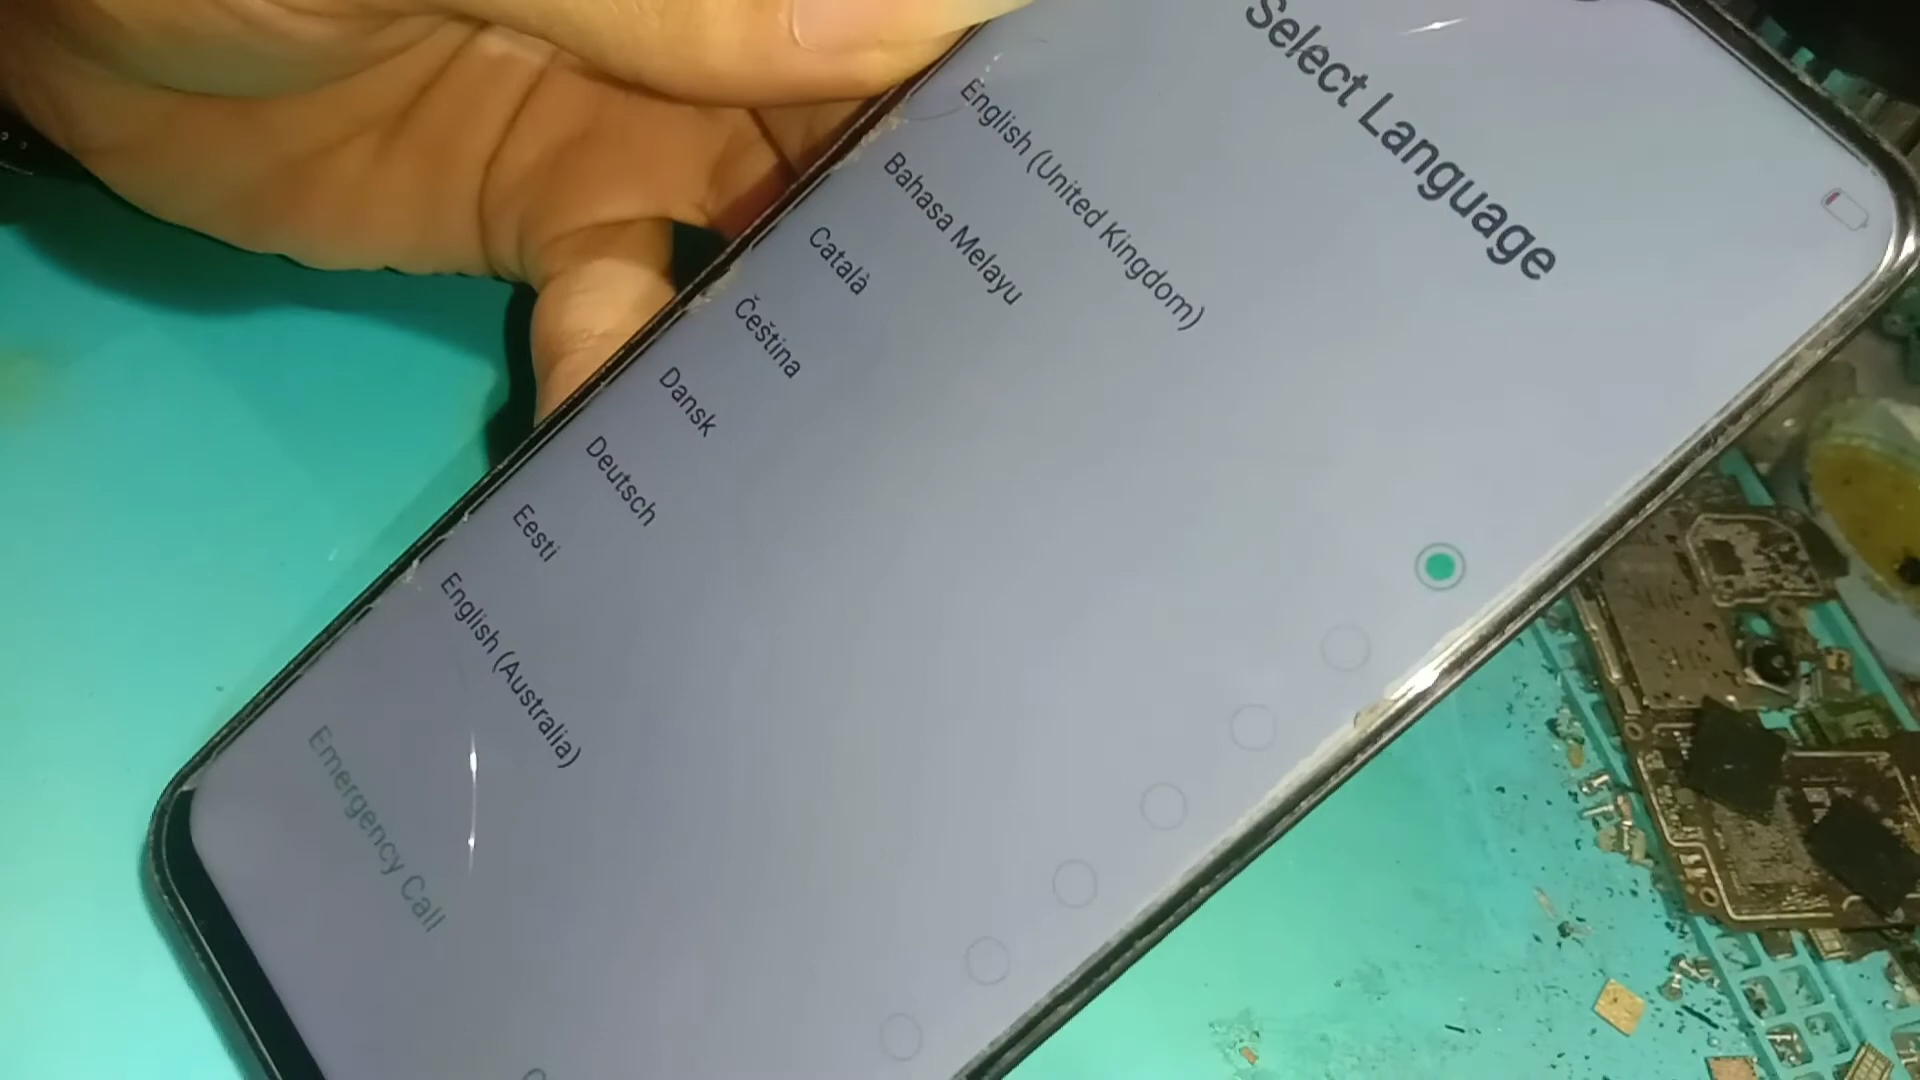 Select Language
English (United Kingdom)
Bahasa Melayu
Català
Čeština
Dansk
Deutsch
Eesti
English (Australia)
Emergency Call